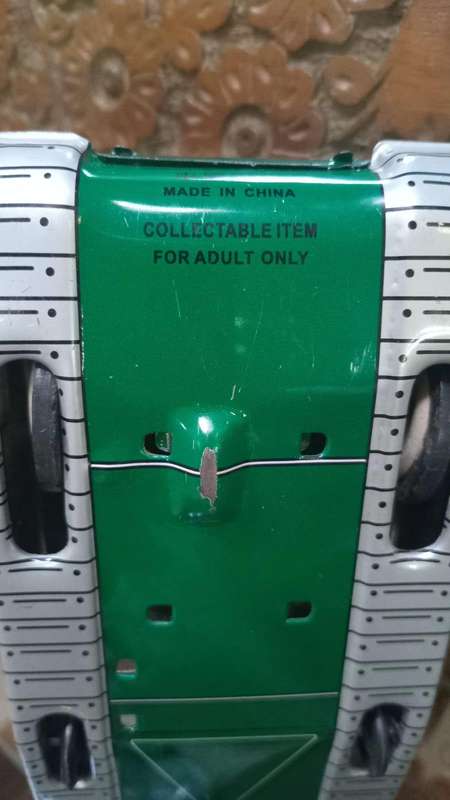 MADE IN CHINA
COLLECTABLE ITEM
FOR ADULT ONLY